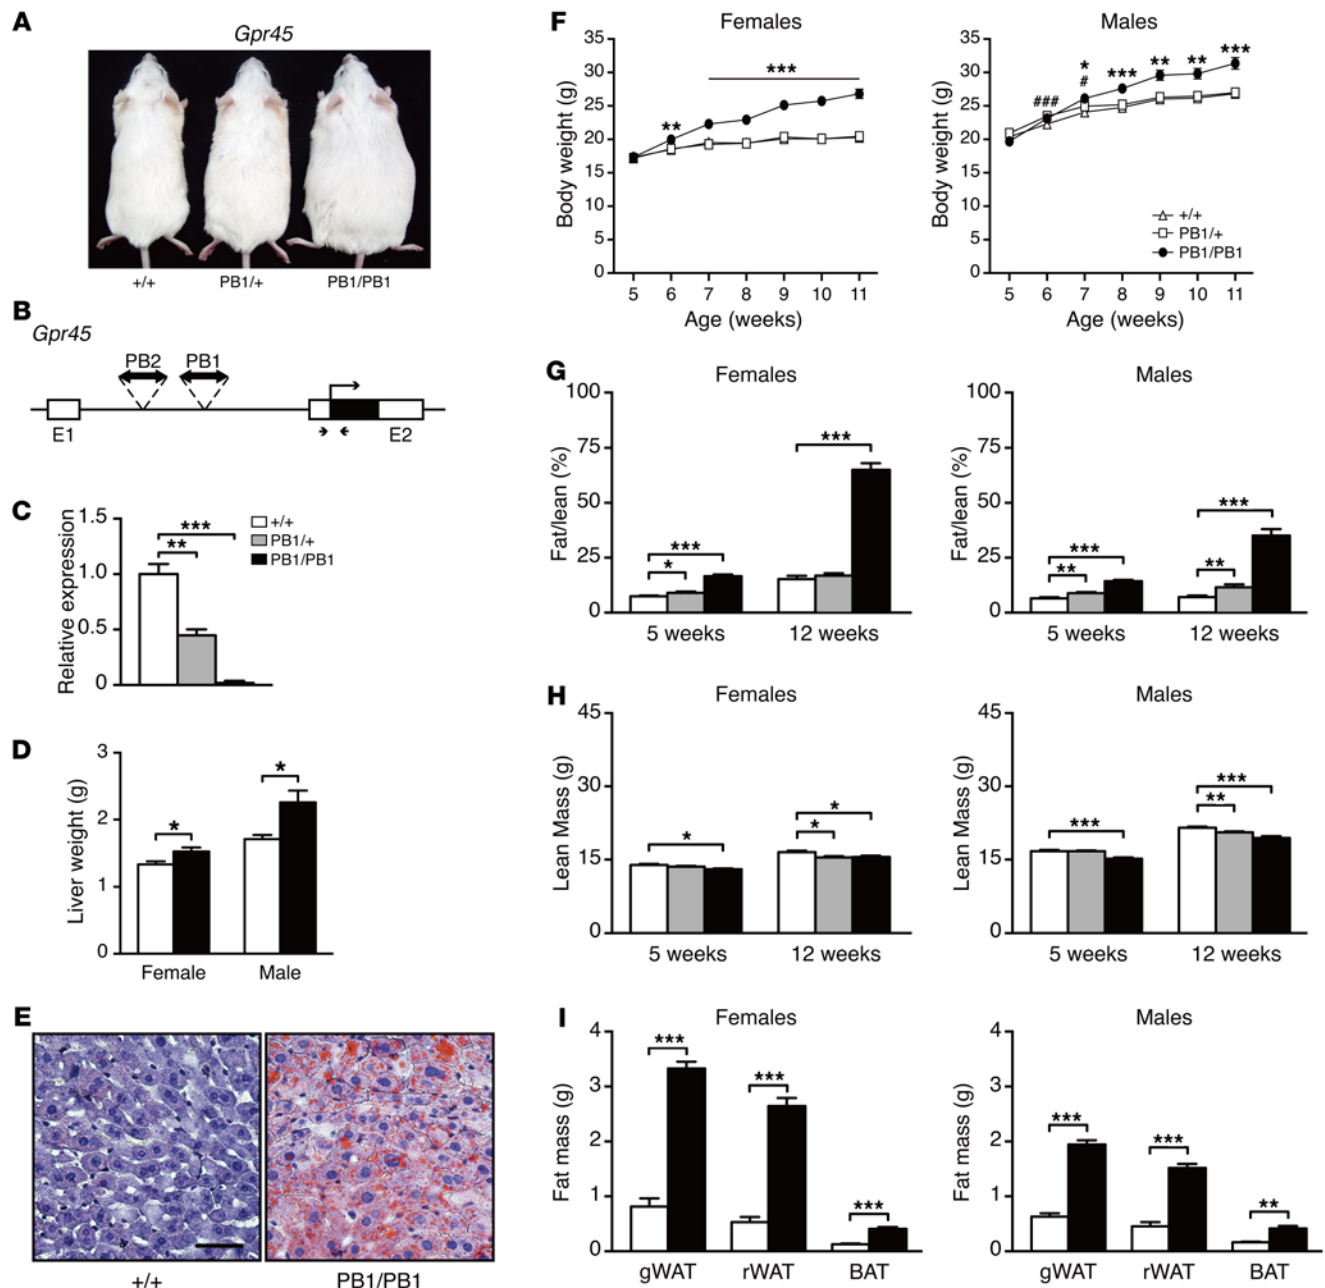 A
Gpr45
+/+ PB1/+ PB1/PB1
B
Gpr45
PB2 PB1
E1 E2
C
Relative expression
1.5
1.0
0.5
0
***
**
+/+
PB1/+
PB1/PB1
D
Liver weight (g)
3
2
1
0
*
*
Female Male
E
+/+ PB1/PB1
F
Females
Body weight (g)
35
30
25
20
15
10
5
0
**
***
5 6 7 8 9 10 11
Age (weeks)
Males
Body weight (g)
35
30
25
20
15
10
5
0
###
*
#
*** ** ** ***
+/+
PB1/+
PB1/PB1
5 6 7 8 9 10 11
Age (weeks)
G
Females
Fat/lean (%)
100
75
50
25
0
***
*
***
5 weeks 12 weeks
Males
Fat/lean (%)
100
75
50
25
0
***
**
***
**
5 weeks 12 weeks
H
Females
Lean Mass (g)
45
30
15
0
*
*
*
5 weeks 12 weeks
Males
Lean Mass (g)
45
30
15
0
***
***
**
5 weeks 12 weeks
I
Females
Fat mass (g)
4
3
2
1
0
***
***
***
gWAT rWAT BAT
Males
Fat mass (g)
4
3
2
1
0
***
***
**
gWAT rWAT BAT